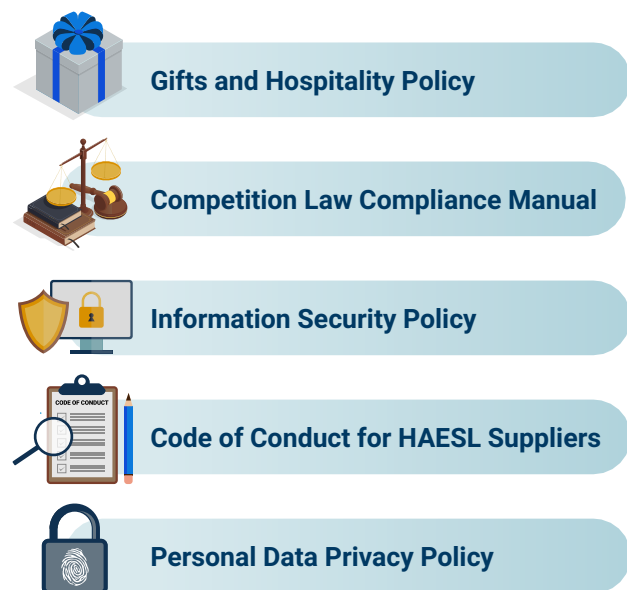 Gifts and Hospitality Policy
Competition Law Compliance Manual
Information Security Policy
CODE OF CONDUCT
Code of Conduct for HAESL Suppliers
Personal Data Privacy Policy